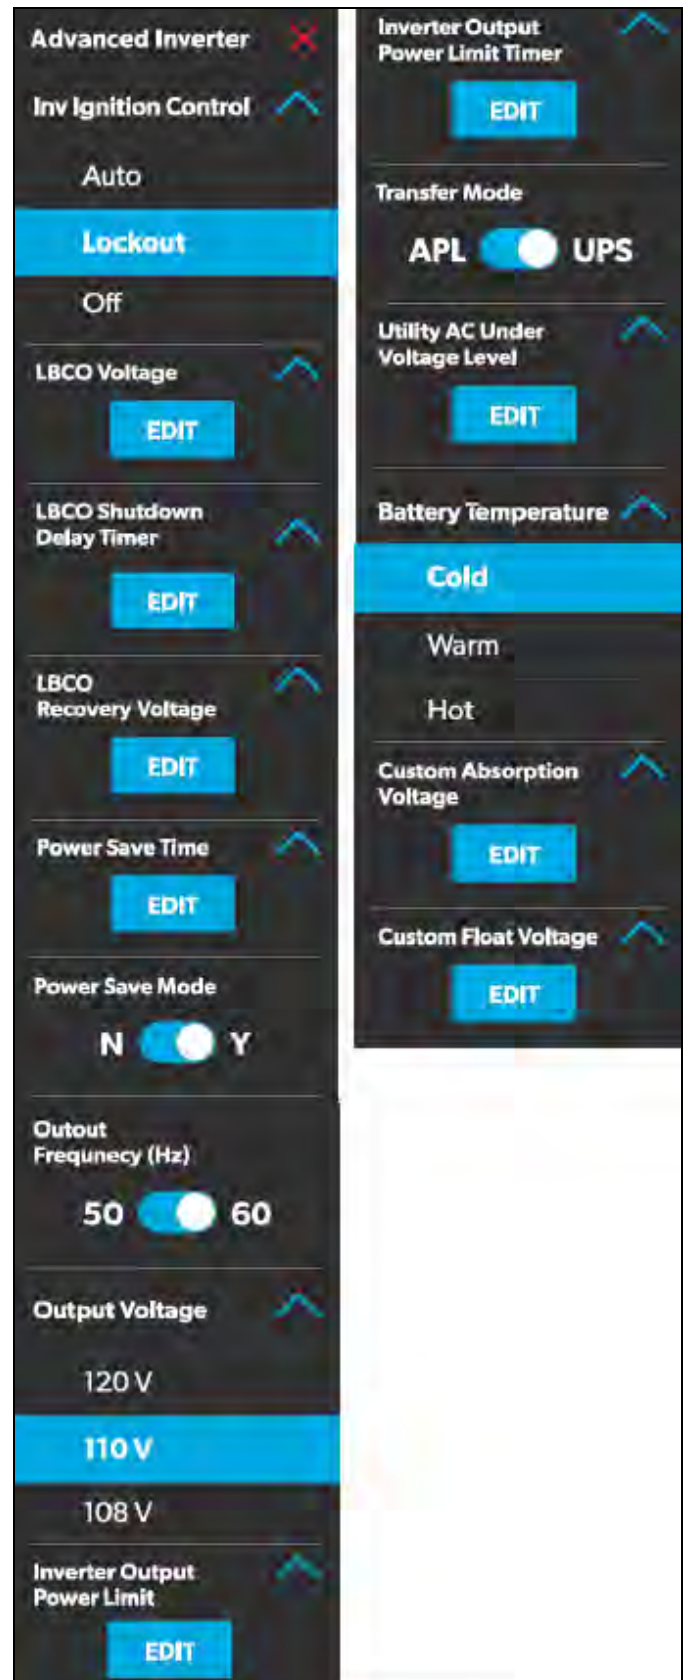 Advanced Inverter
Inv Ignition Control
Auto
Lockout
Off
LBCO Voltage
EDIT
LBCO Shutdown
Delay Timer
EDIT
LBCO
Recovery Voltage
EDIT
Power Save Time
EDIT
Power Save Mode
N Y
Outout
Frequnecy (Hz)
50 60
Output Voltage
120 V
110 V
108 V
Inverter Output
Power Limit
EDIT
Inverter Output
Power Limit Timer
EDIT
Transfer Mode
APL UPS
Utility AC Under
Voltage Level
EDIT
Battery Temperature
Cold
Warm
Hot
Custom Absorption
Voltage
EDIT
Custom Float Voltage
EDIT